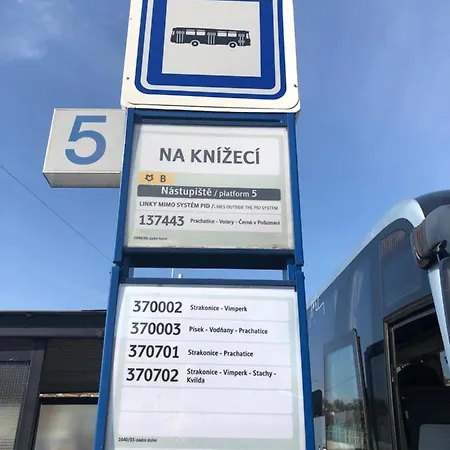 5
NA KNÍŽECÍ
B
Nástupiště / platform 5
LINKY MIMO SYSTÉM PID / LINES OUTSIDE THE PID SYSTEM
137443 Prachatice - Volary - Černá v Pošumaví
370002 Strakonice - Vimperk
370003 Písek - Vodňany - Prachatice
370701 Strakonice - Prachatice
370702 Strakonice - Vimperk - Stachy -
Kvilda